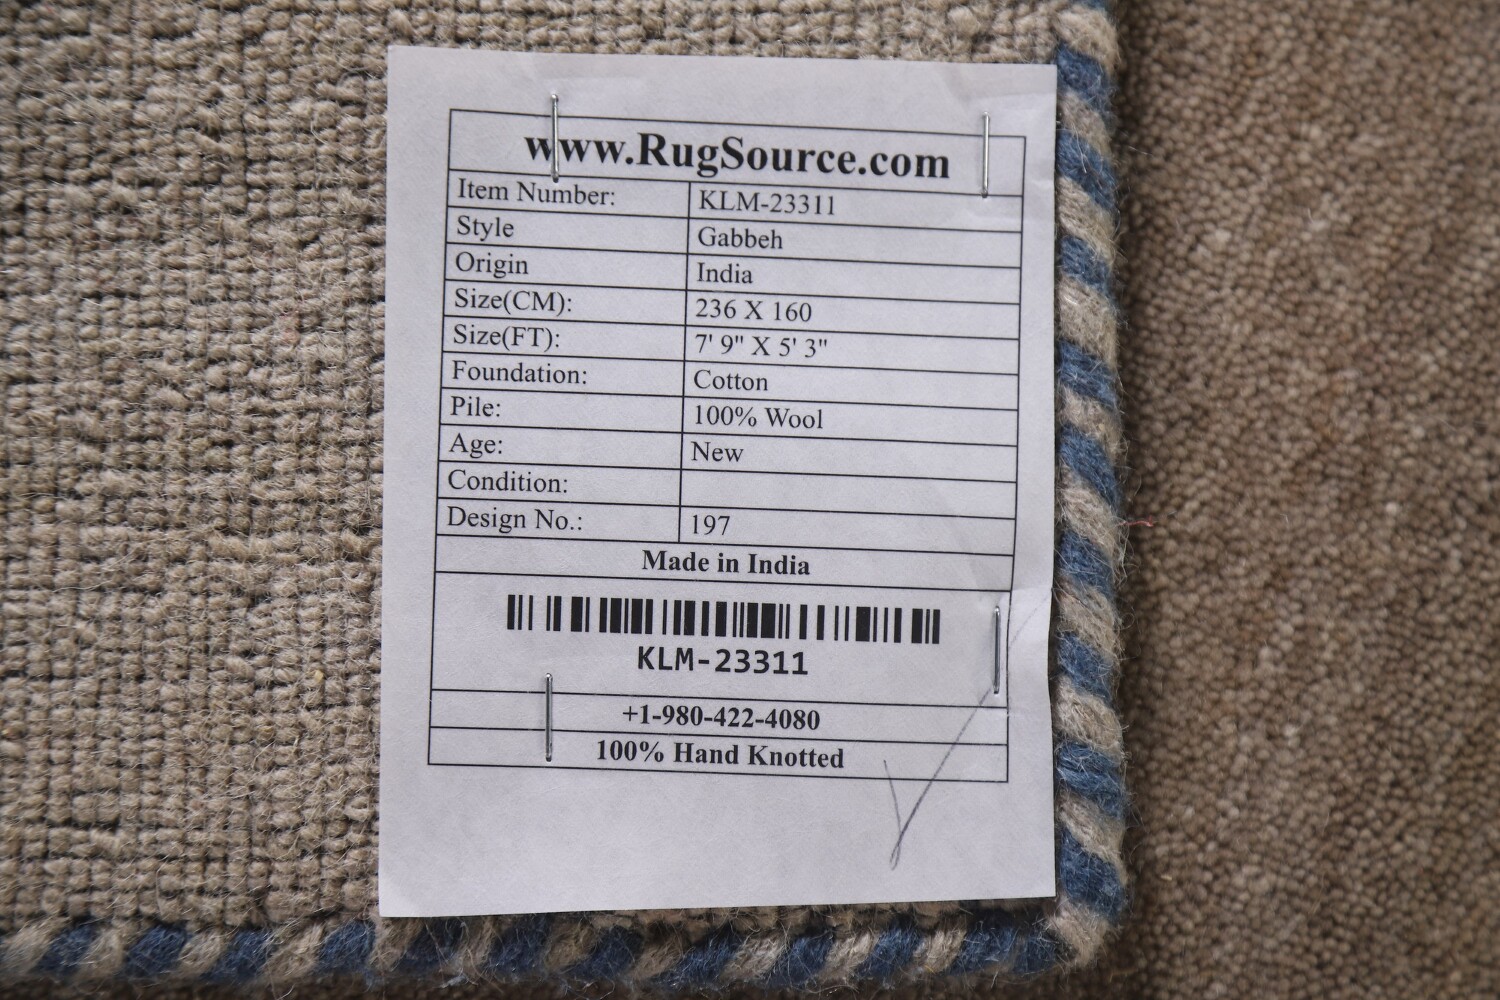 www.RugSource.com
Item Number: KLM-23311
Style Gabbeh
Origin India
Size(CM): 236 X 160
Size(FT): 7' 9" X 5' 3"
Foundation: Cotton
Pile: 100% Wool
Age: New
Condition:
Design No.: 197
Made in India
KLM-23311
+1-980-422-4080
100% Hand Knotted